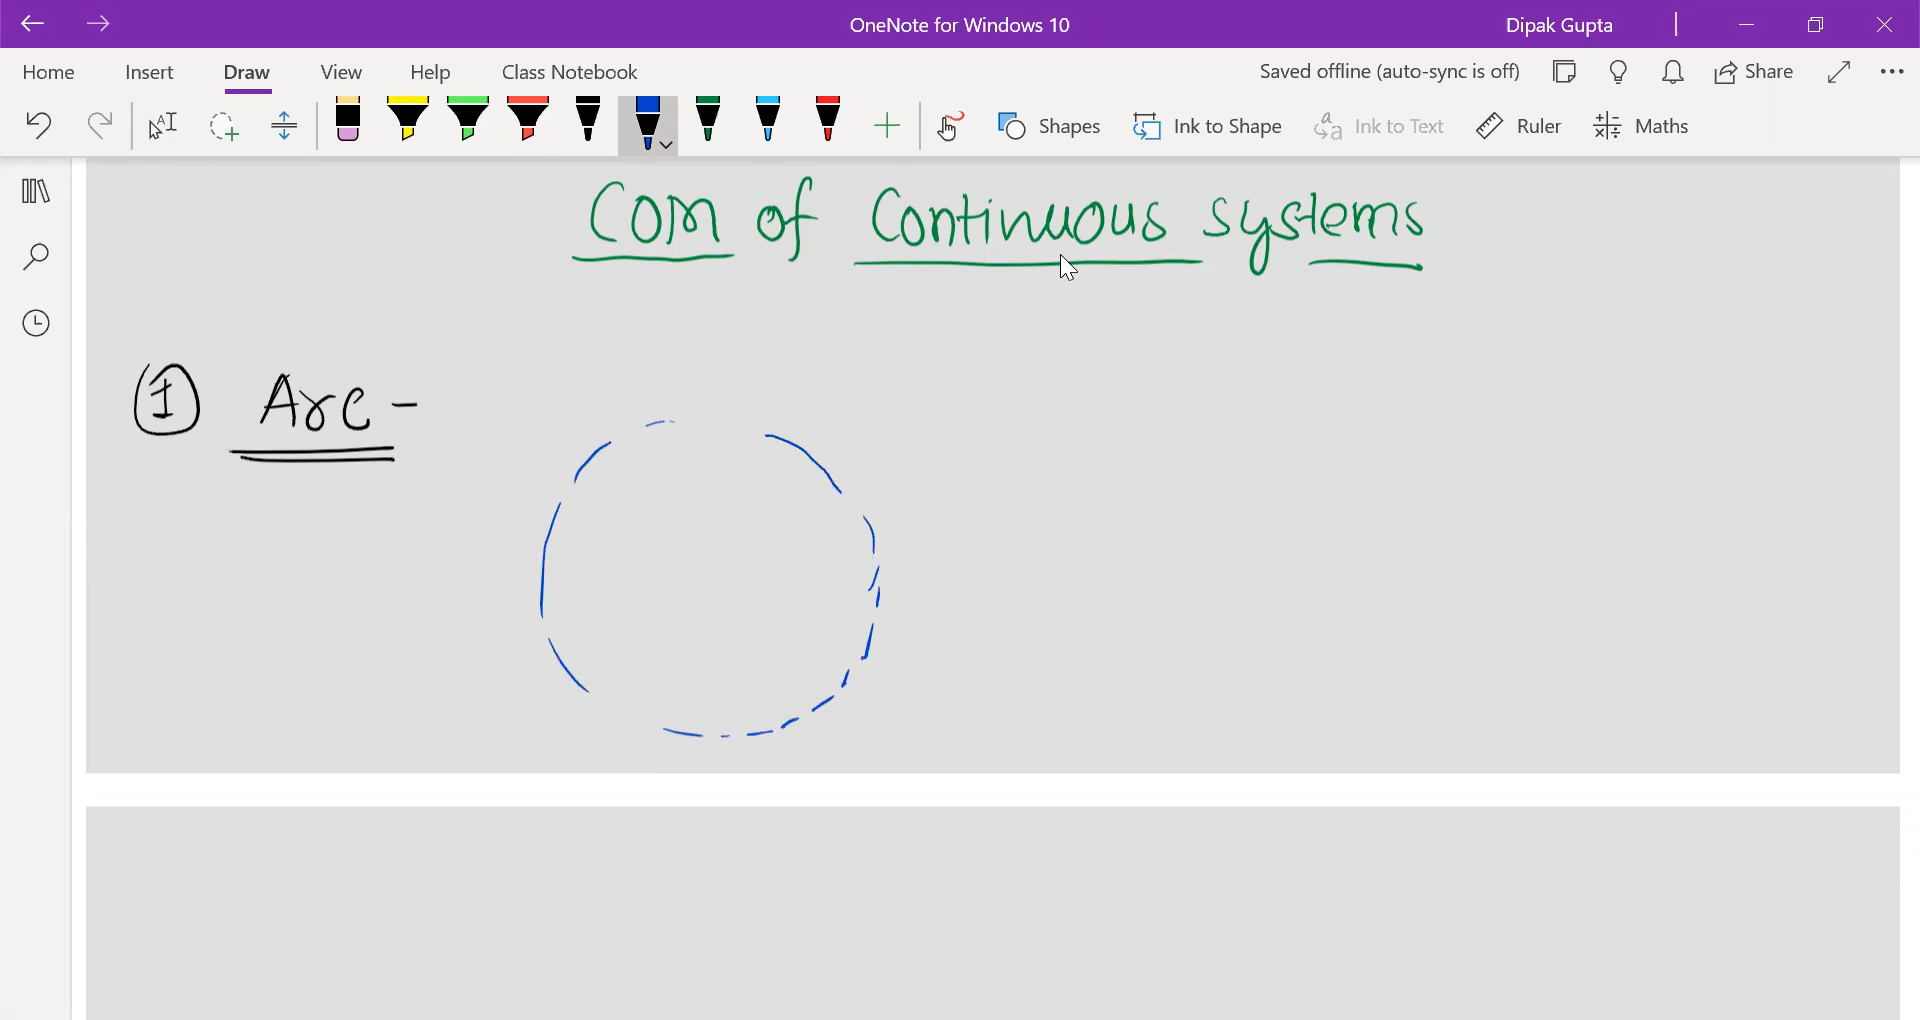 OneNote for Windows 10
Dipak Gupta
Home Insert Draw View Help Class Notebook
Saved offline (auto-sync is off) Share
Shapes Ink to Shape Ink to Text Ruler Maths
COM of Continuous systems
1 Arc -